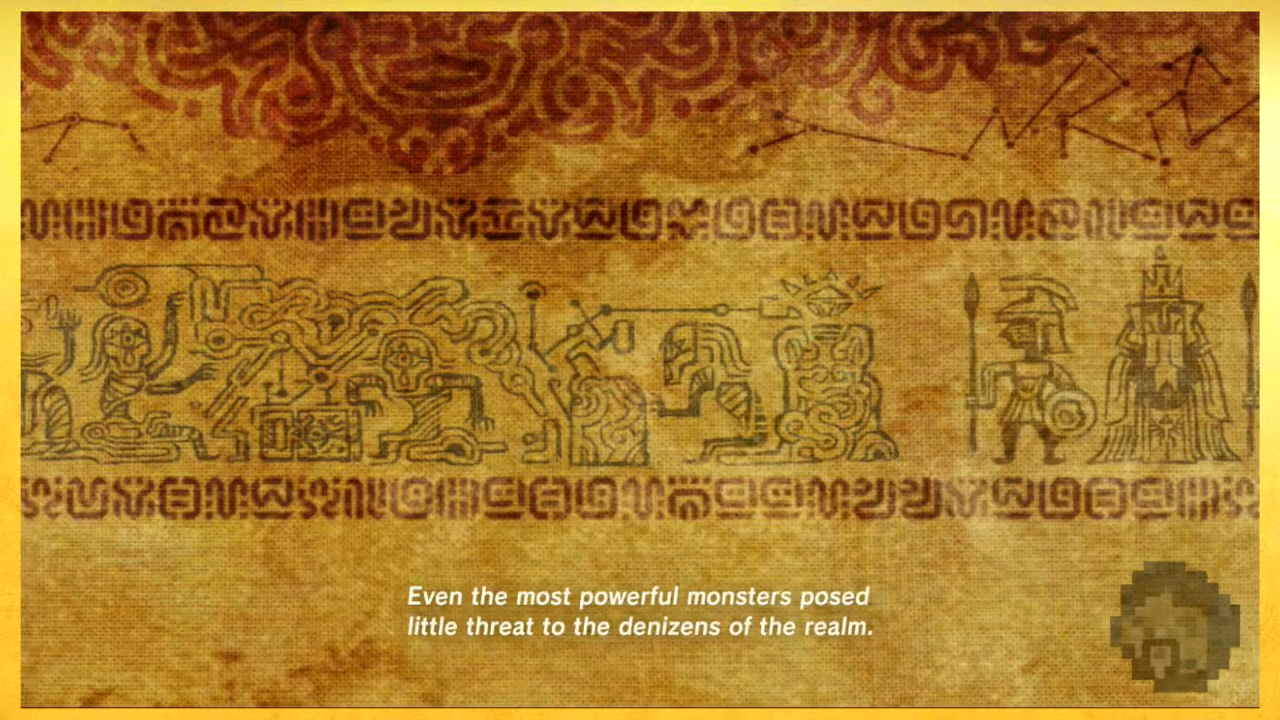 Even the most powerful monsters posed
little threat to the denizens of the realm.